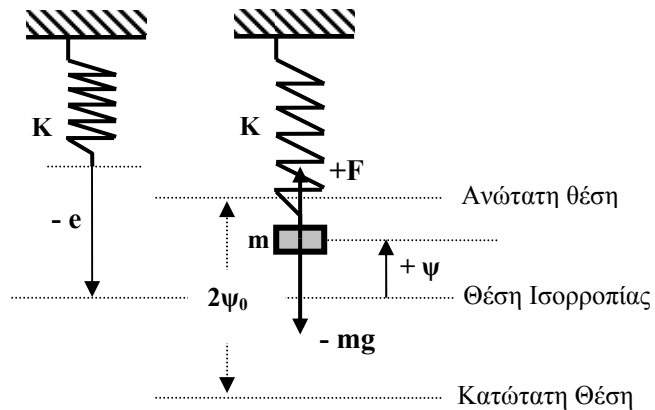 K
K
+F
Ανώτατη θέση
- e
m
+ ψ
2ψ₀
Θέση Ισορροπίας
- mg
Κατώτατη Θέση